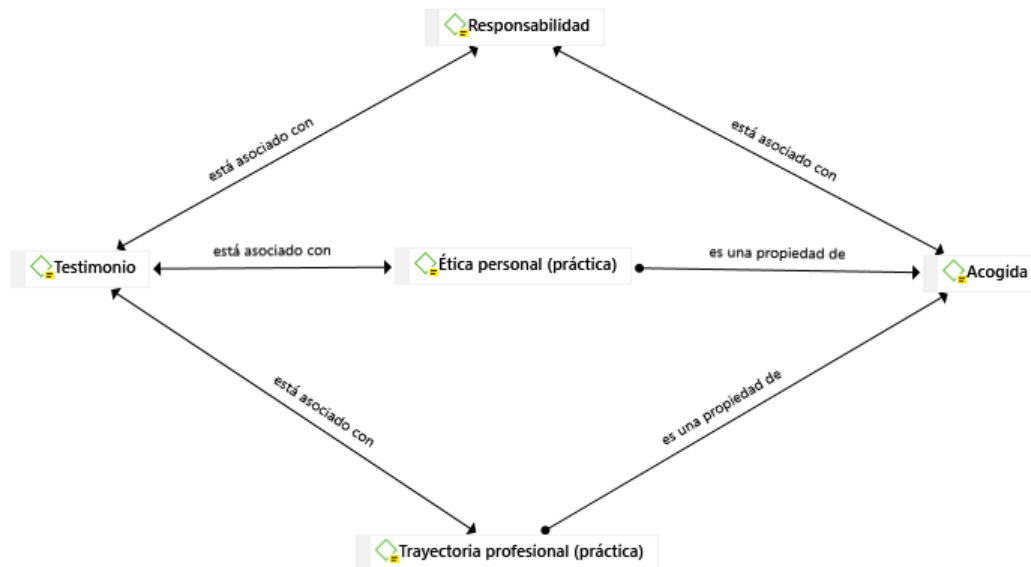 Responsabilidad
está asociado con
está asociado con
Testimonio
está asociado con
Ética personal (práctica)
es una propiedad de
Acogida
está asociado con
es una propiedad de
Trayectoria profesional (práctica)